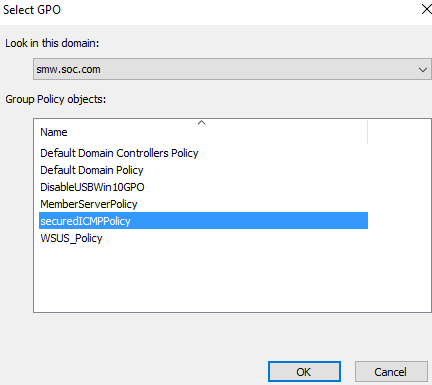 Select GPO
Look in this domain:
smw.soc.com
Group Policy objects:
Name
Default Domain Controllers Policy
Default Domain Policy
DisableUSBWin10GPO
MemberServerPolicy
securedICMPPolicy
WSUS_Policy
OK Cancel